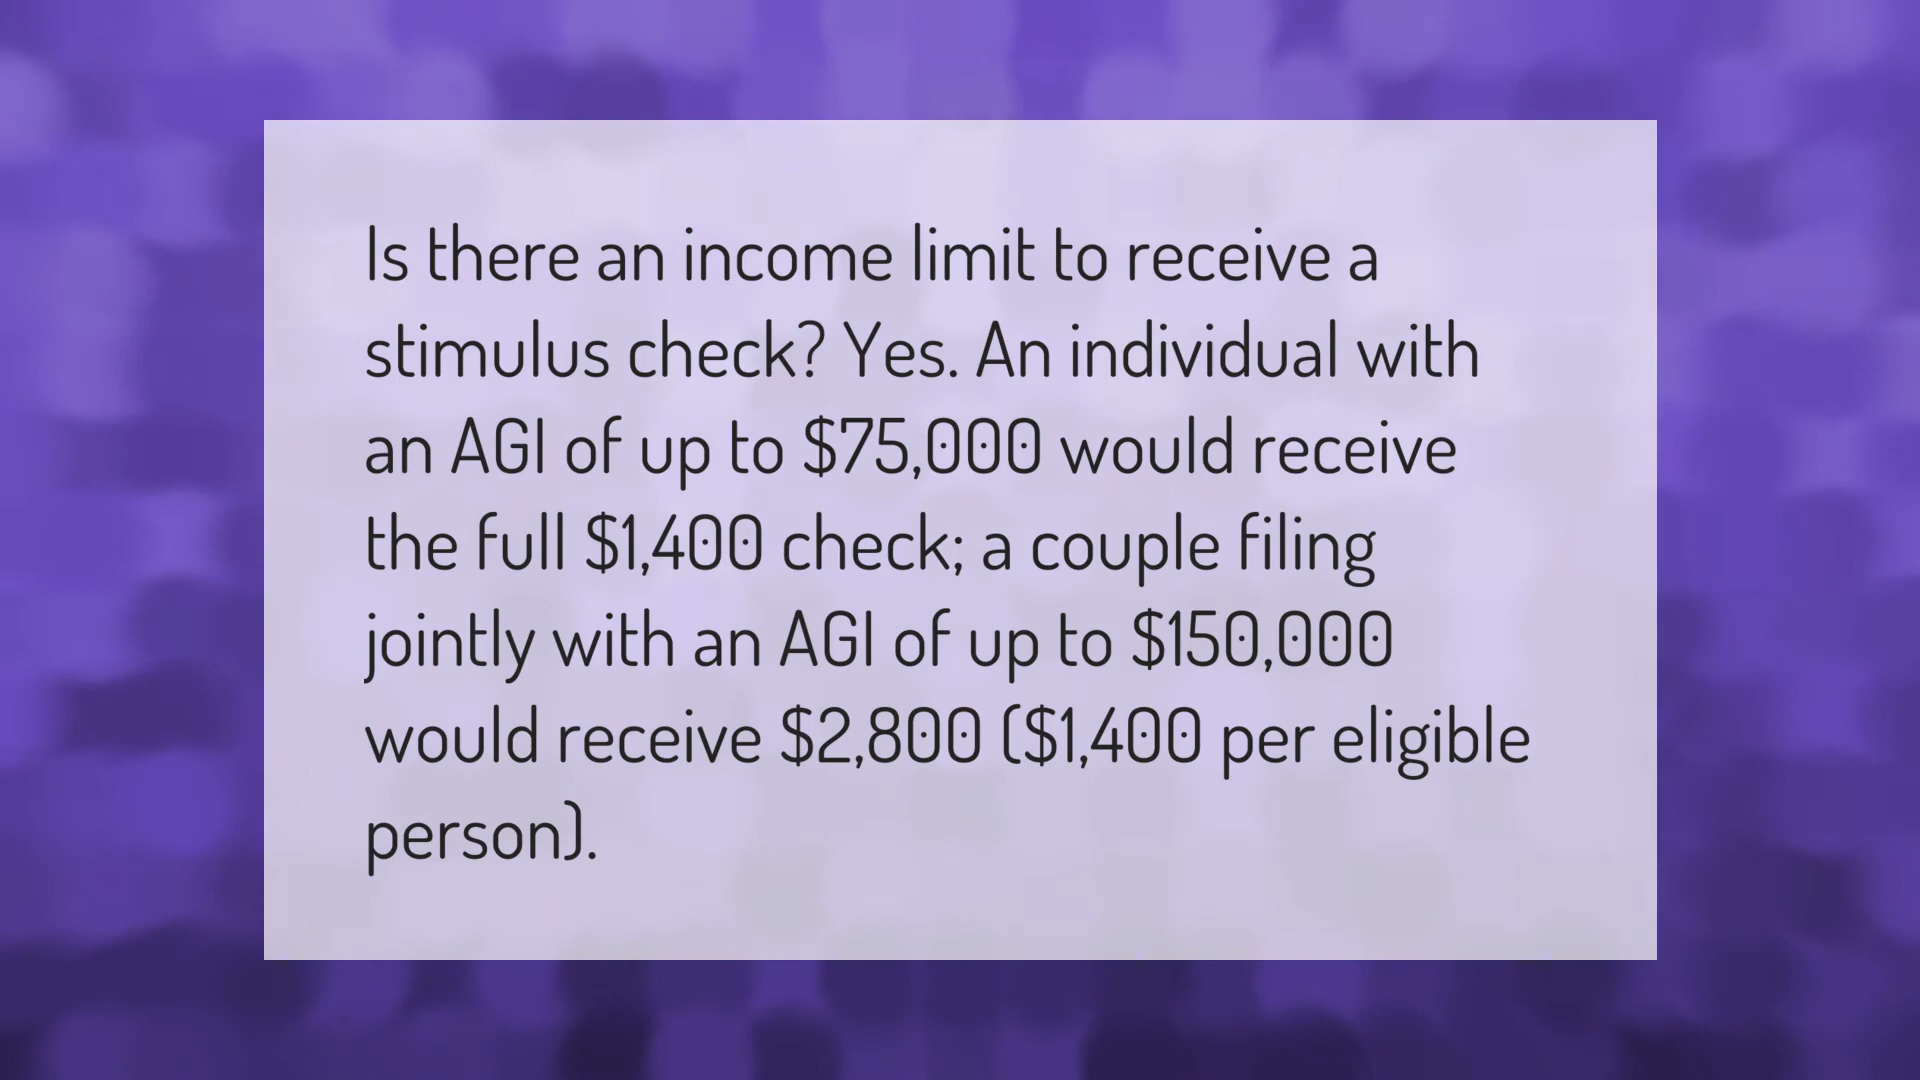 Is there an income limit to receive a
stimulus check? Yes. An individual with
an AGI of up to $75,000 would receive
the full $1,400 check; a couple filing
jointly with an AGI of up to $150,000
would receive $2,800 ($1,400 per eligible
person).